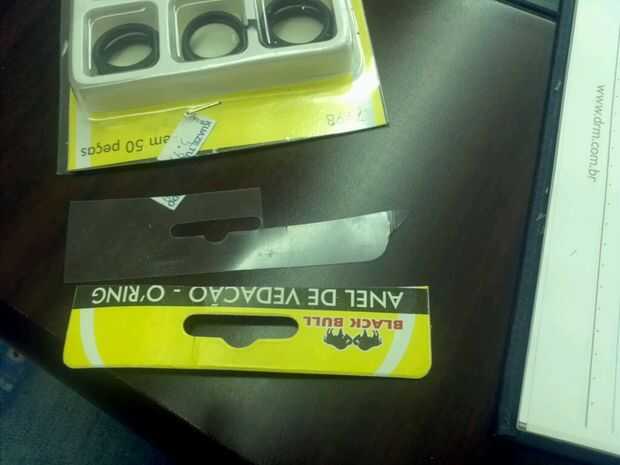 BLACK BULL
ANEL DE VEDAÇÃO - O'RING
em 50 peças
www.drm.com.br